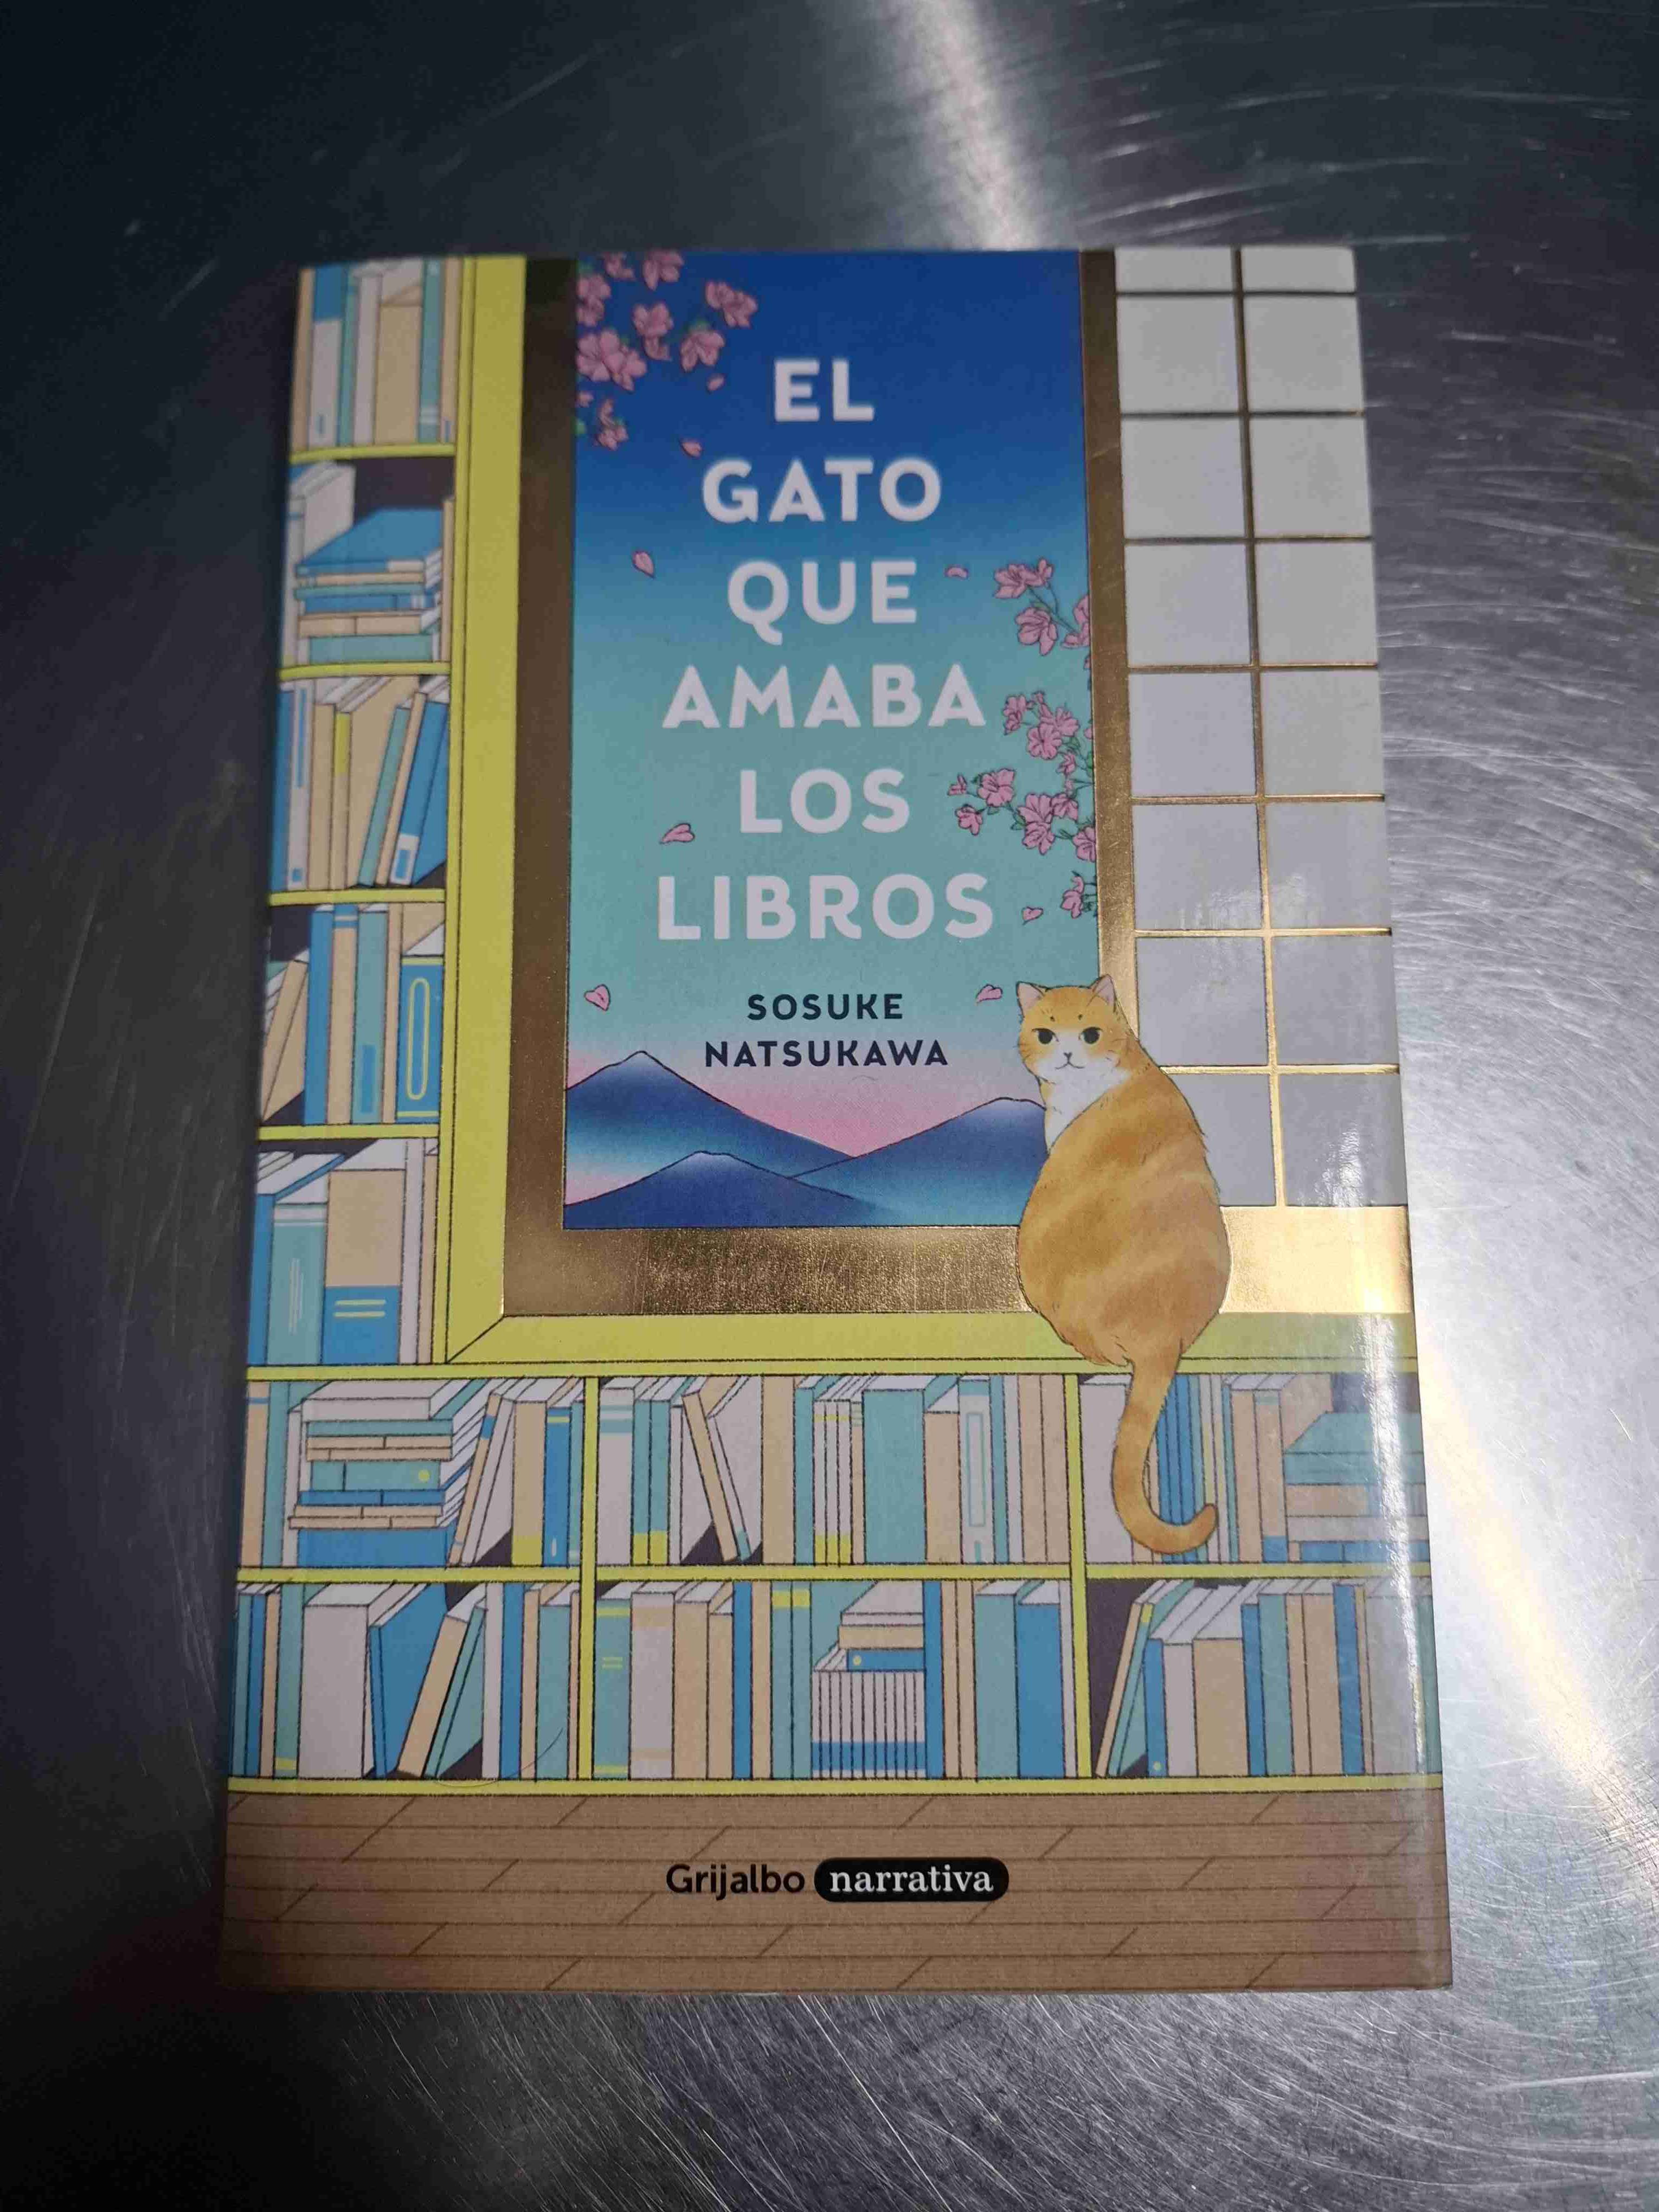 EL
GATO
QUE
AMABA
LOS
LIBROS
SOSUKE
NATSUKAWA
Grijalbo narrativa